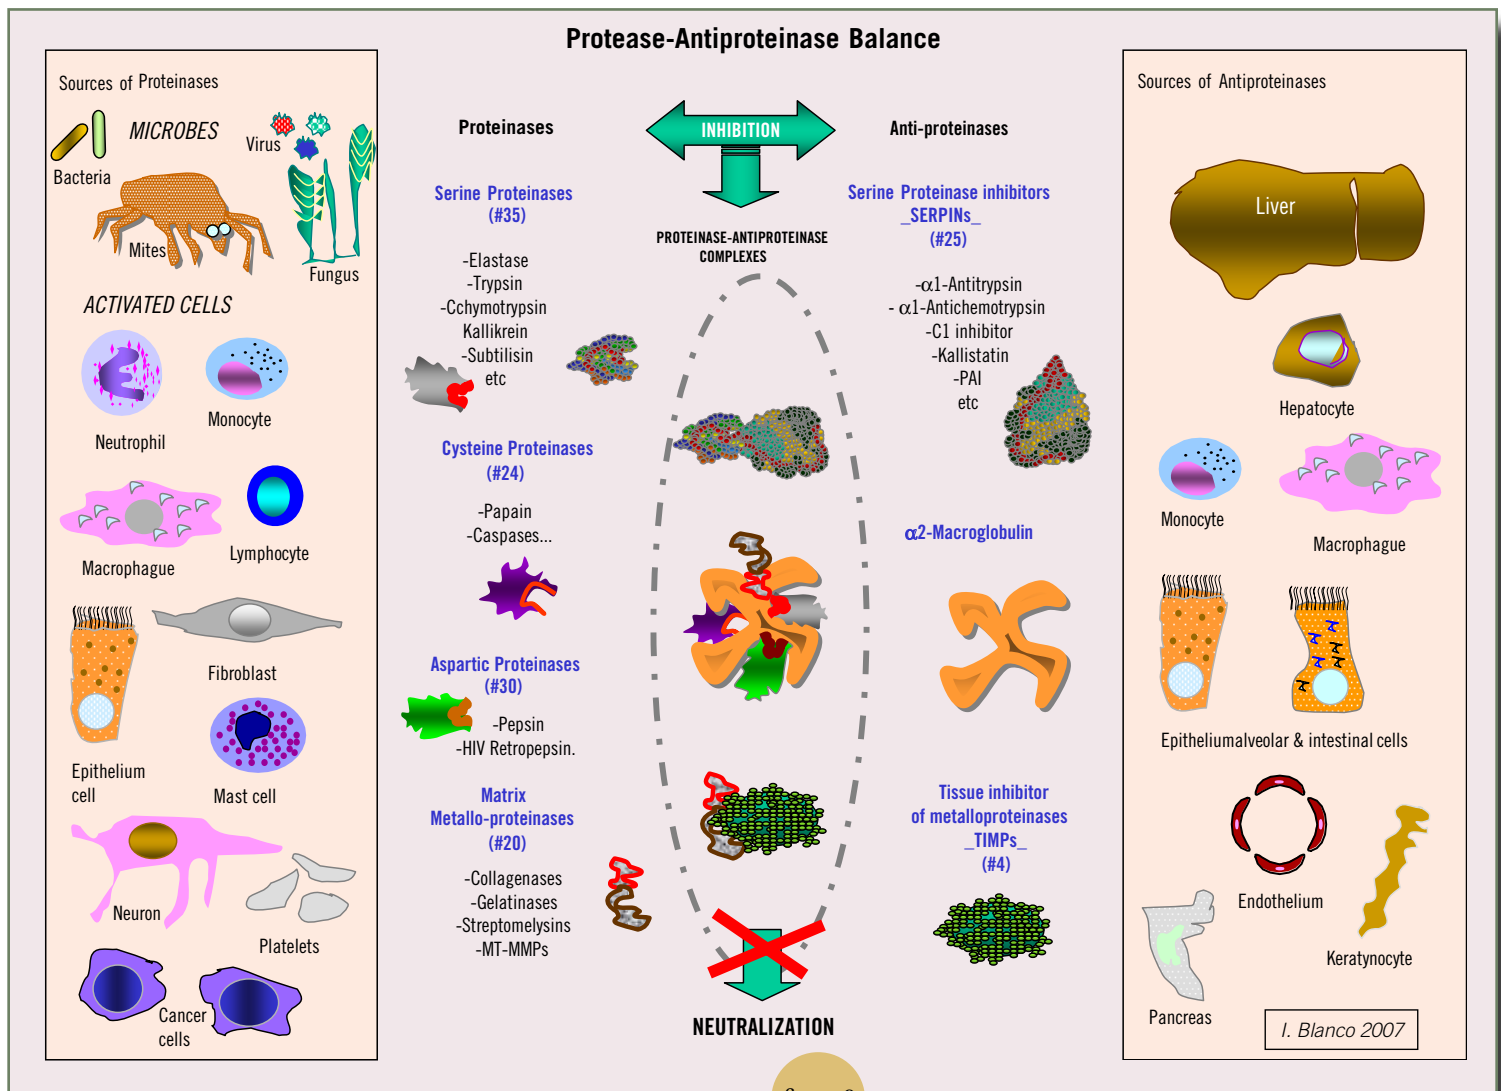 Protease-Antiproteinase Balance
Sources of Proteinases
MICROBES
Virus
Bacteria
Mites
Fungus
ACTIVATED CELLS
Neutrophil
Monocyte
Macrophague
Lymphocyte
Fibroblast
Epithelium
cell
Mast cell
Neuron
Platelets
Cancer
cells
Proteinases
Serine Proteinases
(#35)
-Elastase
-Trypsin
-Cchymotrypsin
Kallikrein
-Subtilisin
etc
Cysteine Proteinases
(#24)
-Papain
-Caspases...
Aspartic Proteinases
(#30)
-Pepsin
-HIV Retropepsin.
Matrix
Metallo-proteinases
(#20)
-Collagenases
-Gelatinases
-Streptomelysins
-MT-MMPs
INHIBITION
PROTEINASE-ANTIPROTEINASE
COMPLEXES
NEUTRALIZATION
Anti-proteinases
Serine Proteinase inhibitors
_SERPINs_
(#25)
-α1-Antitrypsin
- α1-Antichemotrypsin
-C1 inhibitor
-Kallistatin
-PAI
etc
α2-Macroglobulin
Tissue inhibitor
of metalloproteinases
_TIMPs_
(#4)
Sources of Antiproteinases
Liver
Hepatocyte
Monocyte
Macrophague
Epitheliumalveolar & intestinal cells
Endothelium
Keratynocyte
Pancreas
I. Blanco 2007